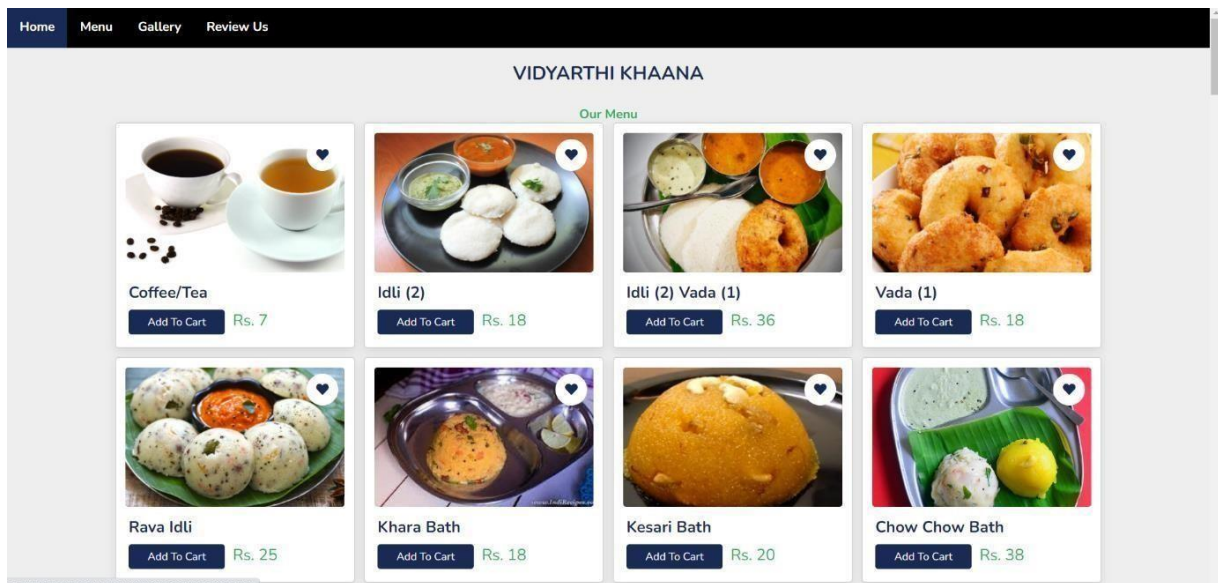 Home Menu Gallery Review Us
VIDYARTHI KHAANA
Our Menu
Coffee/Tea
Add To Cart Rs. 7
Idli (2)
Add To Cart Rs. 18
Idli (2) Vada (1)
Add To Cart Rs. 36
Vada (1)
Add To Cart Rs. 18
Rava Idli
Add To Cart Rs. 25
Khara Bath
Add To Cart Rs. 18
Kesari Bath
Add To Cart Rs. 20
Chow Chow Bath
Add To Cart Rs. 38